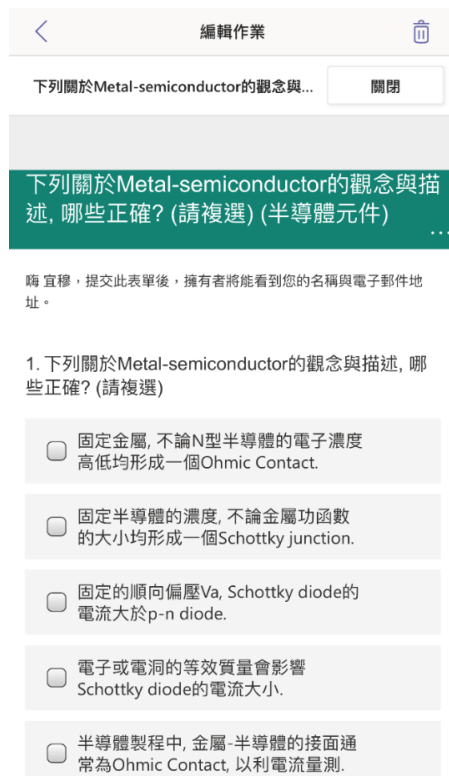 編輯作業
下列關於Metal-semiconductor的觀念與...
關閉
下列關於Metal-semiconductor的觀念與描
述, 哪些正確? (請複選) (半導體元件)
...
嗨 宜穆，提交此表單後，擁有者將能看到您的名稱與電子郵件地
址。
1. 下列關於Metal-semiconductor的觀念與描述, 哪
些正確? (請複選)
固定金屬, 不論N型半導體的電子濃度
高低均形成一個Ohmic Contact.
固定半導體的濃度, 不論金屬功函數
的大小均形成一個Schottky junction.
固定的順向偏壓Va, Schottky diode的
電流大於p-n diode.
電子或電洞的等效質量會影響
Schottky diode的電流大小.
半導體製程中, 金屬-半導體的接面通
常為Ohmic Contact, 以利電流量測.